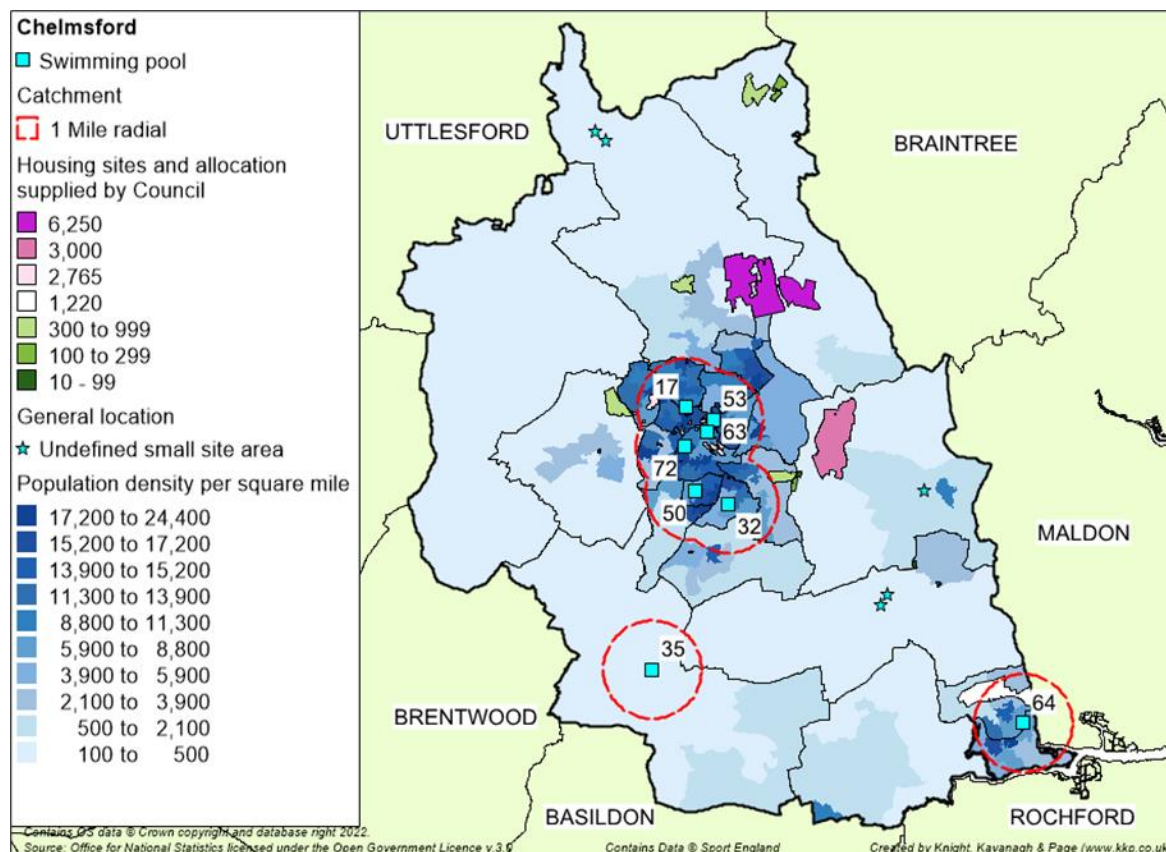 Chelmsford
Swimming pool
Catchment
1 Mile radial
Housing sites and allocation
supplied by Council
6,250
3,000
2,765
1,220
300 to 999
100 to 299
10 - 99
General location
Undefined small site area
Population density per square mile
17,200 to 24,400
15,200 to 17,200
13,900 to 15,200
11,300 to 13,900
8,800 to 11,300
5,900 to 8,800
3,900 to 5,900
2,100 to 3,900
500 to 2,100
100 to 500
UTTLESFORD
BRAINTREE
17
53
63
72
50
32
MALDON
35
64
BRENTWOOD
BASILDON
ROCHFORD
Contains OS data © Crown copyright and database right 2022.
Source: Office for National Statistics licensed under the Open Government Licence v.3.0
Contains Data © Sport England
Created by Knight, Kavanagh & Page (www.kkp.co.uk)